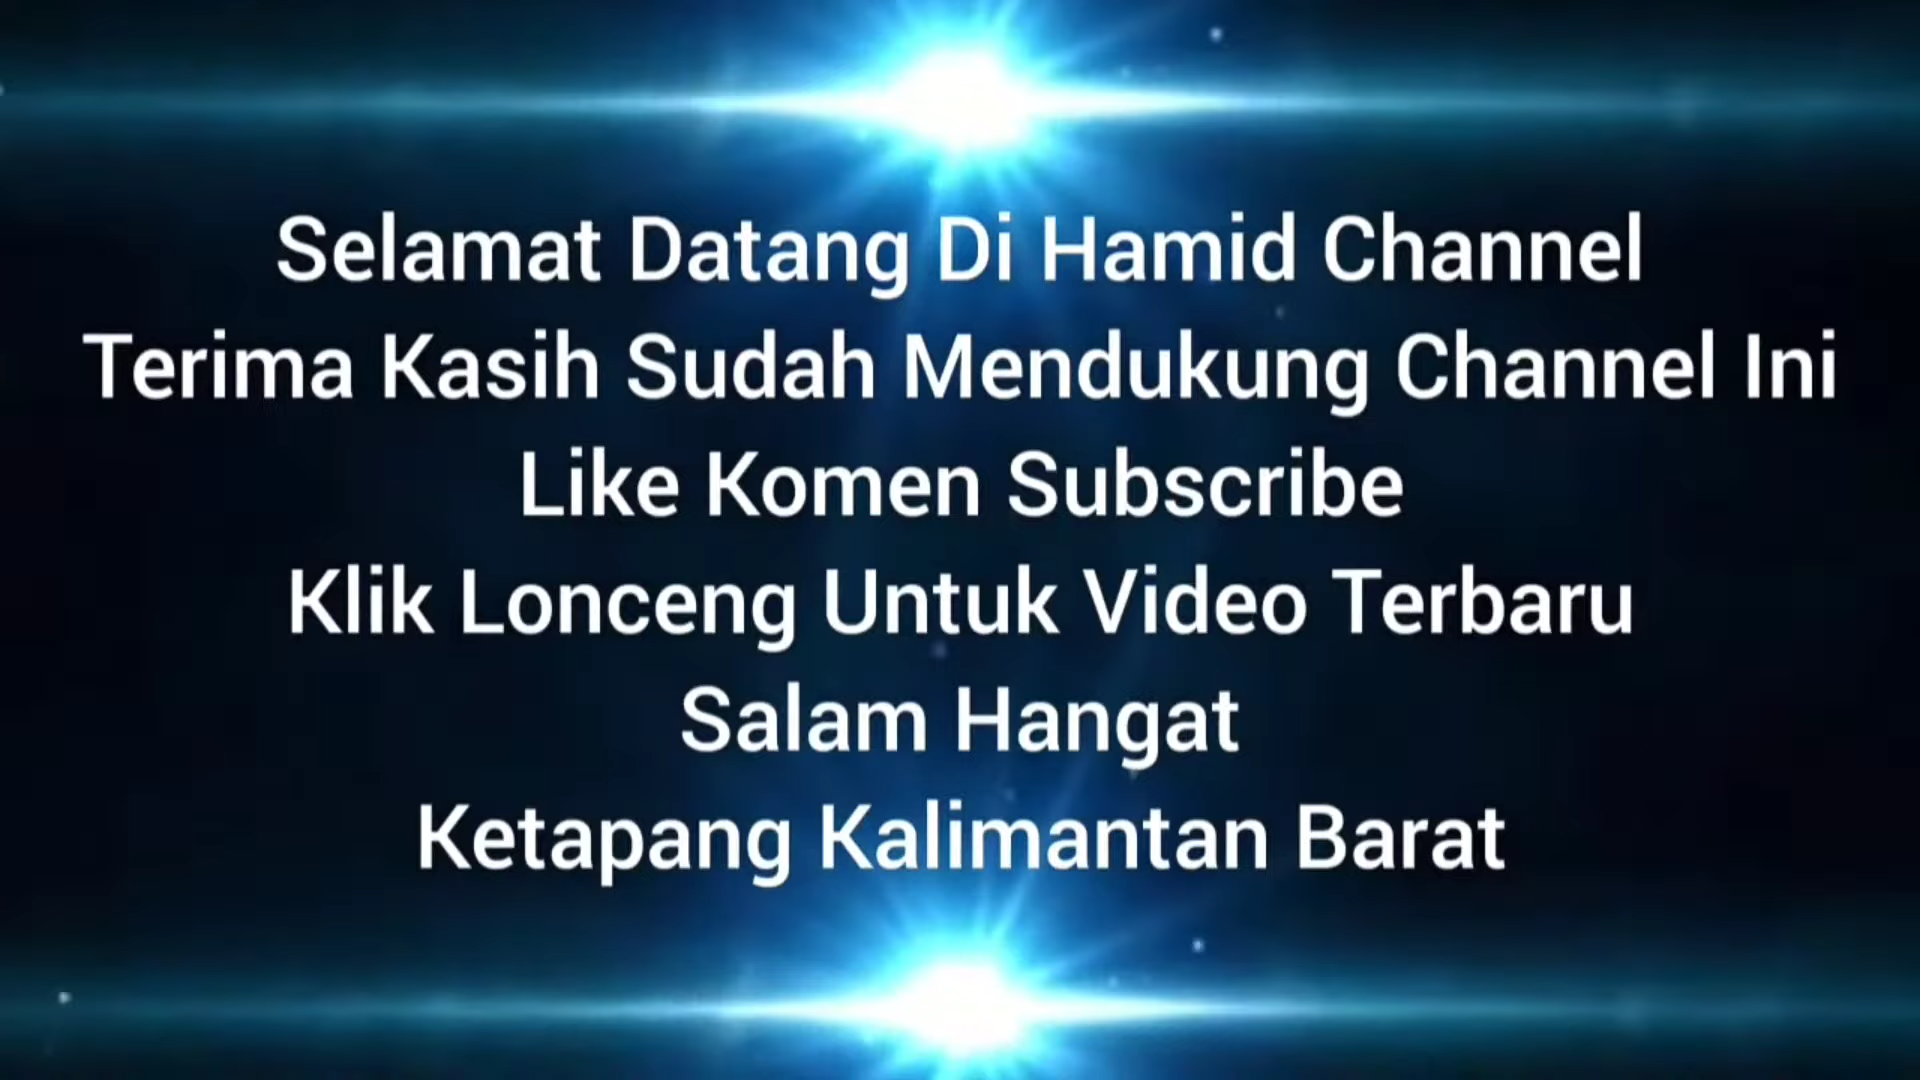 Selamat Datang Di Hamid Channel
Terima Kasih Sudah Mendukung Channel Ini
Like Komen Subscribe
Klik Lonceng Untuk Video Terbaru
Salam Hangat
Ketapang Kalimantan Barat